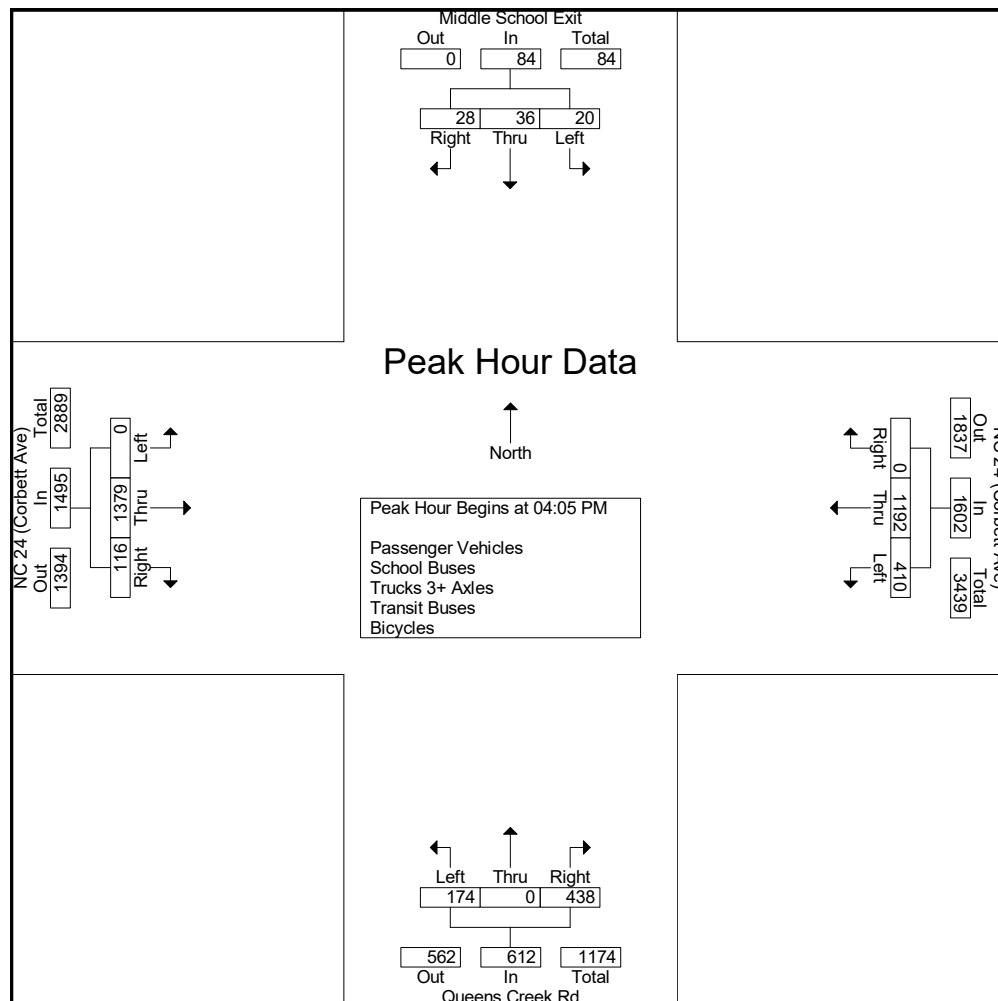 Middle School Exit
Out In Total
0 84 84
28 36 20
Right Thru Left
Peak Hour Data
North
Peak Hour Begins at 04:05 PM
Passenger Vehicles
School Buses
Trucks 3+ Axles
Transit Buses
Bicycles
NC 24 (Corbett Ave)
Out In Total
1394 1495 2889
116 1379 0
Right Thru Left
NC 24 (Corbett Ave)
Out In Total
1837 1602 3439
0 1192 410
Right Thru Left
Left Thru Right
174 0 438
562 612 1174
Out In Total
Queens Creek Rd